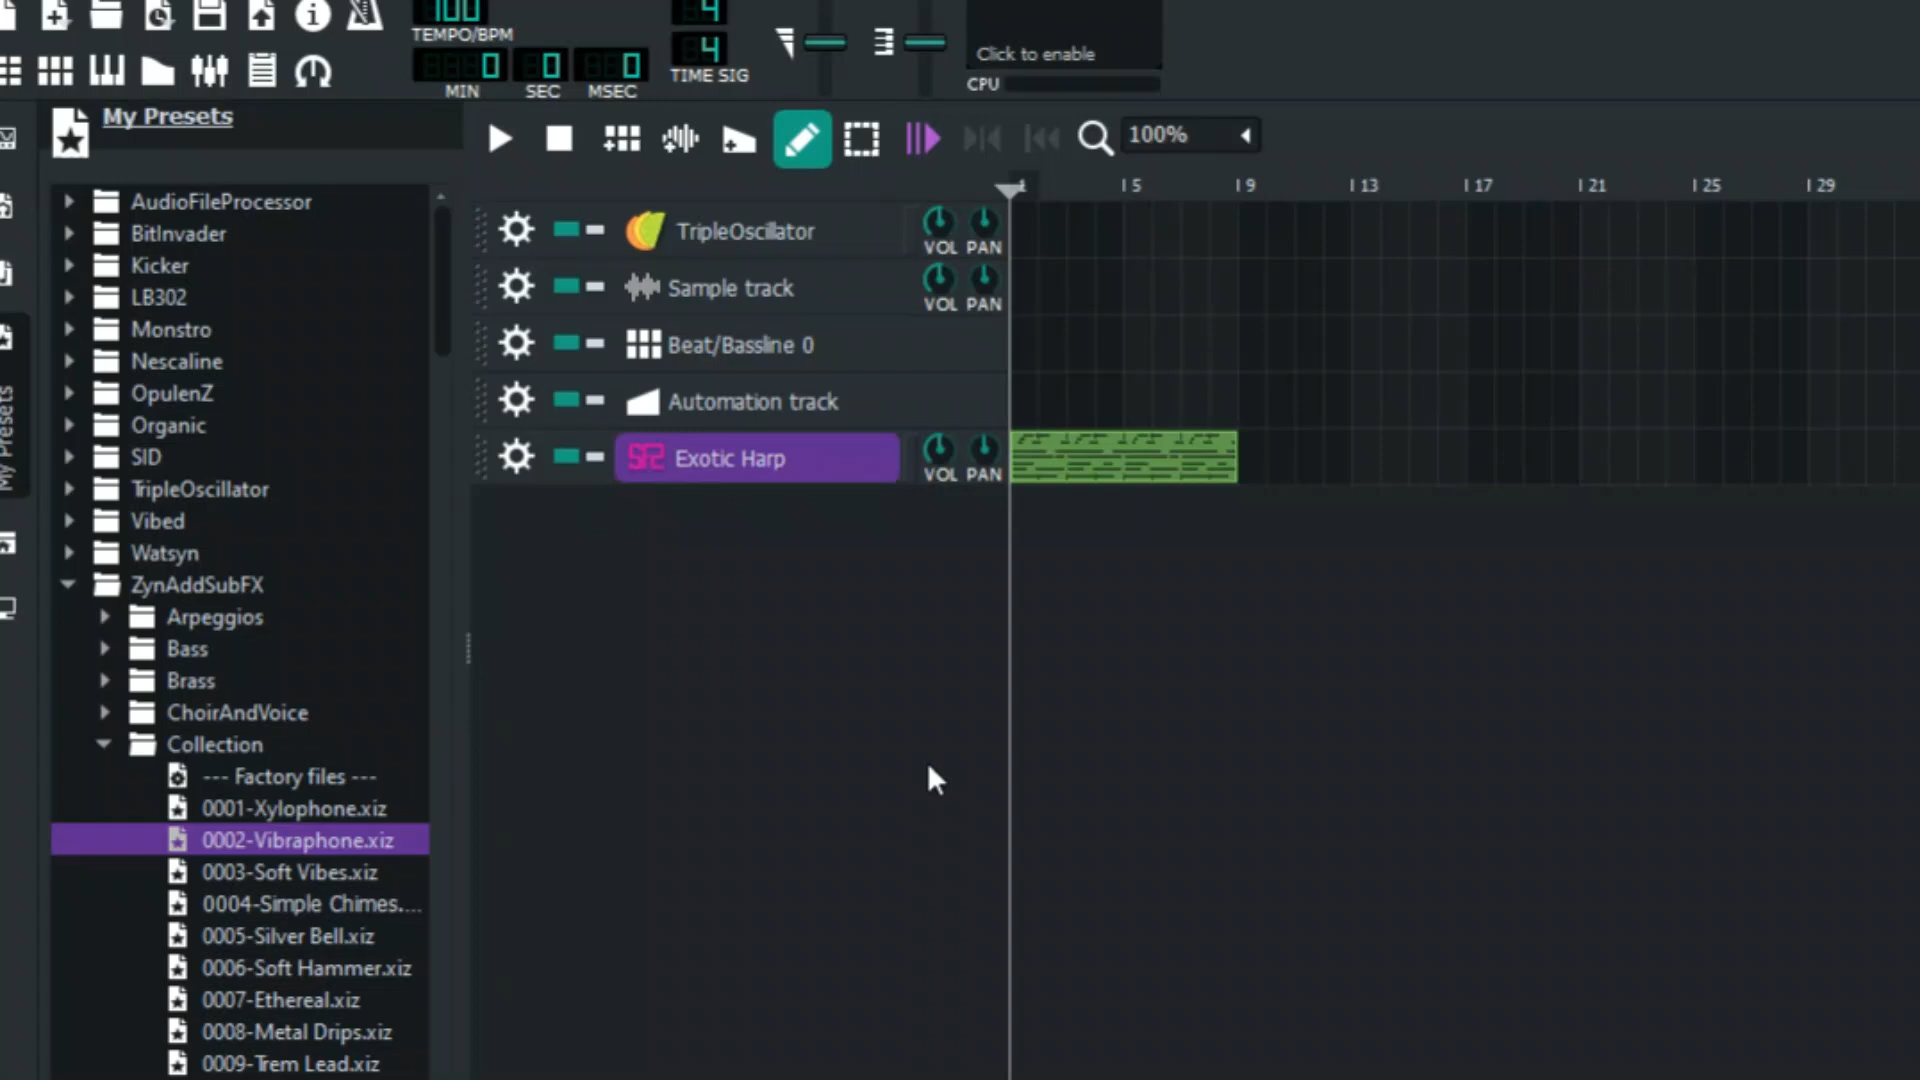 100
TEMPO/BPM
0 0 0
MIN SEC MSEC
4
4
TIME SIG
Click to enable
CPU
My Presets
100%
1 5 9 13 17 21 25 29
My Presets
AudioFileProcessor
BitInvader
Kicker
LB302
Monstro
Nescaline
OpulenZ
Organic
SID
TripleOscillator
Vibed
Watsyn
ZynAddSubFX
Arpeggios
Bass
Brass
ChoirAndVoice
Collection
--- Factory files ---
0001-Xylophone.xiz
0002-Vibraphone.xiz
0003-Soft Vibes.xiz
0004-Simple Chimes....
0005-Silver Bell.xiz
0006-Soft Hammer.xiz
0007-Ethereal.xiz
0008-Metal Drips.xiz
0009-Trem Lead.xiz
TripleOscillator
VOL PAN
Sample track
VOL PAN
Beat/Bassline 0
Automation track
Exotic Harp
VOL PAN